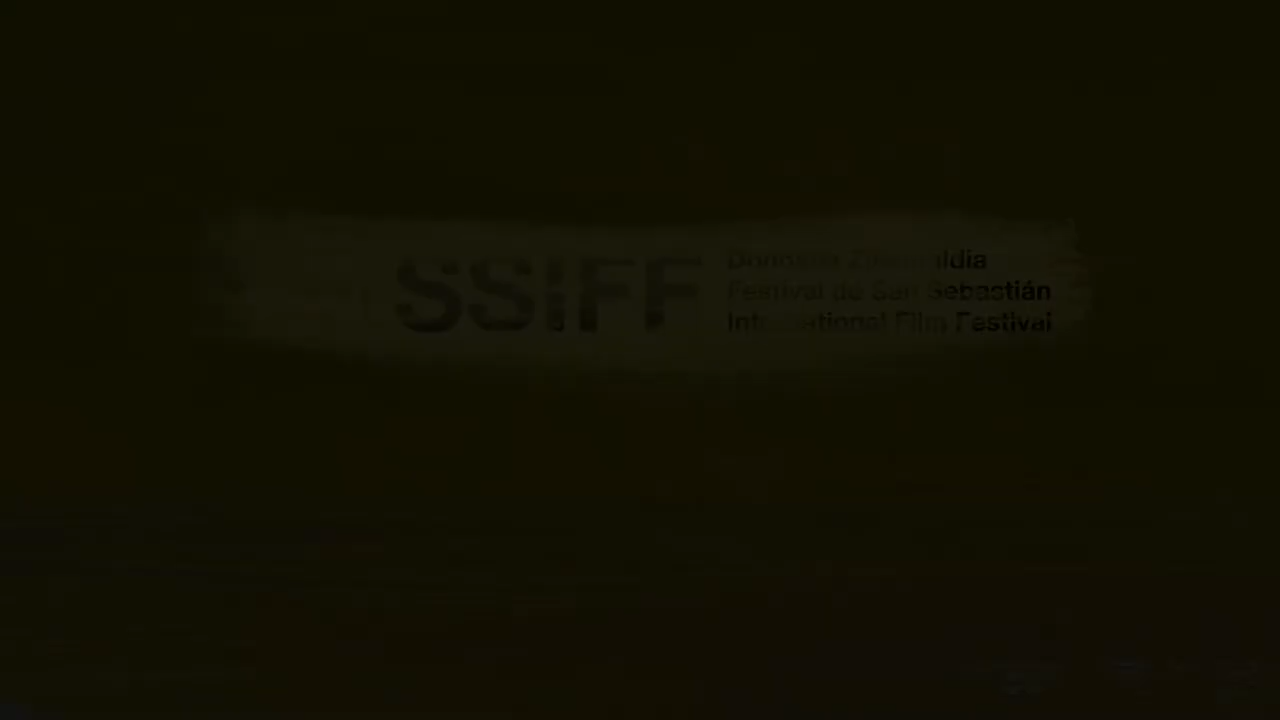 SSIFF
Donostia Zinemaldia
Festival de San Sebastián
International Film Festival